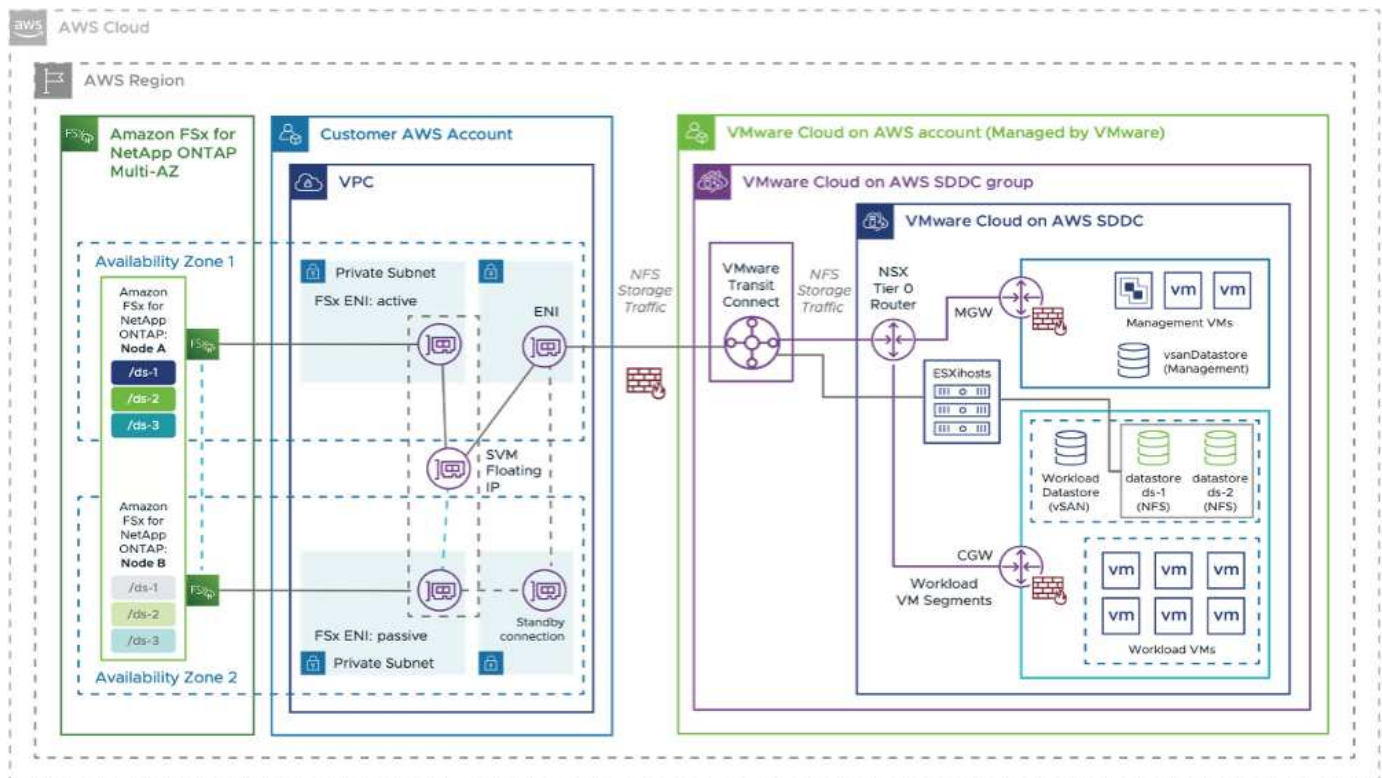 aws
AWS Cloud
AWS Region
FSx
Amazon FSx for
NetApp ONTAP
Multi-AZ
Customer AWS Account
VPC
VMware Cloud on AWS account (Managed by VMware)
VMware Cloud on AWS SDDC group
VMware Cloud on AWS SDDC
Availability Zone 1
Amazon
FSx for
NetApp
ONTAP:
Node A
/ds-1
/ds-2
/ds-3
FSx
Private Subnet
FSx ENI: active
ENI
SVM
Floating
IP
NFS
Storage
Traffic
VMware
Transit
Connect
NFS
Storage
Traffic
NSX
Tier 0
Router
MGW
vm
vm
Management VMs
vsanDatastore
(Management)
ESXihosts
Workload
Datastore
(vSAN)
datastore
ds-1
(NFS)
datastore
ds-2
(NFS)
Amazon
FSx for
NetApp
ONTAP:
Node B
/ds-1
/ds-2
/ds-3
FSx
FSx ENI: passive
Private Subnet
Standby
connection
Availability Zone 2
CGW
Workload
VM Segments
vm
vm
vm
vm
vm
vm
Workload VMs